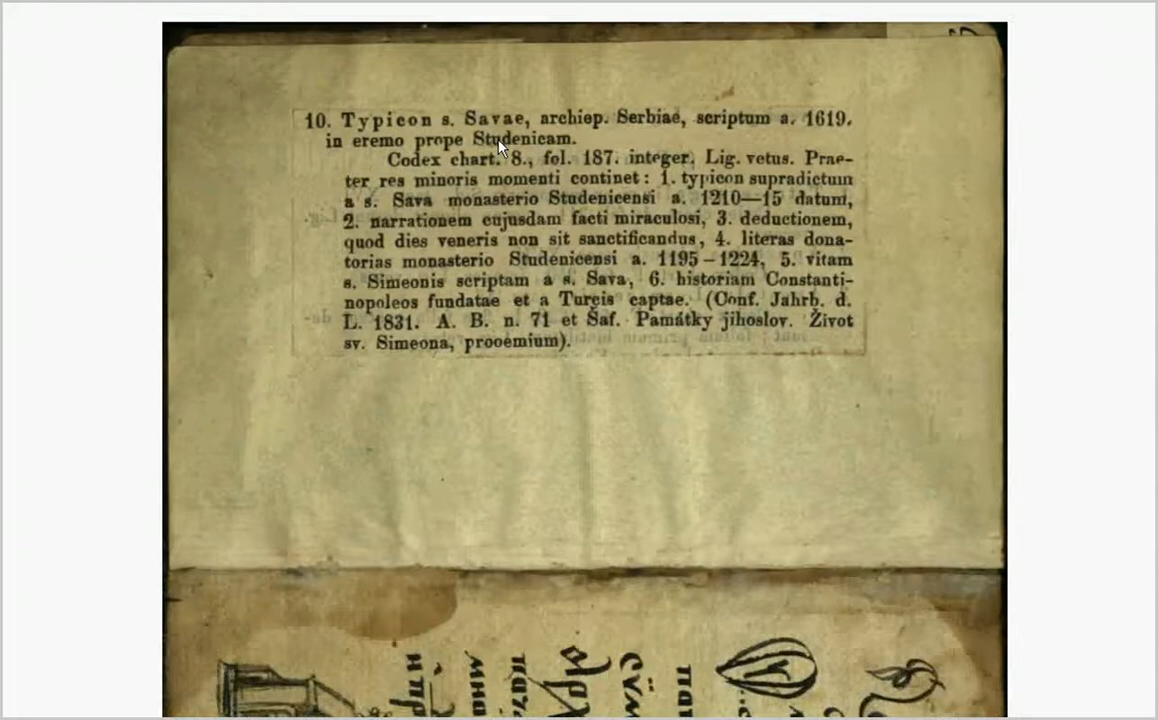 10. Typicon s. Savae, archiep. Serbiae, scriptum a. 1619.
in eremo prope Studenicam.
Codex chart. 8., fol. 187. integer. Lig. vetus. Prae-
ter res minoris momenti continet: 1. typicon supradictum
a s. Sava monasterio Studenicensi a. 1210—15 datum,
2. narrationem cujusdam facti miraculosi, 3. deductionem,
quod dies veneris non sit sanctificandus, 4. literas dona-
torias monasterio Studenicensi a. 1195–1224, 5. vitam
s. Simeonis scriptam a s. Sava, 6. historiam Constanti-
nopoleos fundatae et a Turcis captae. (Conf. Jahrb. d.
L. 1831. A. B. n. 71 et Šaf. Památky jihoslov. Život
sv. Simeona, prooemium).